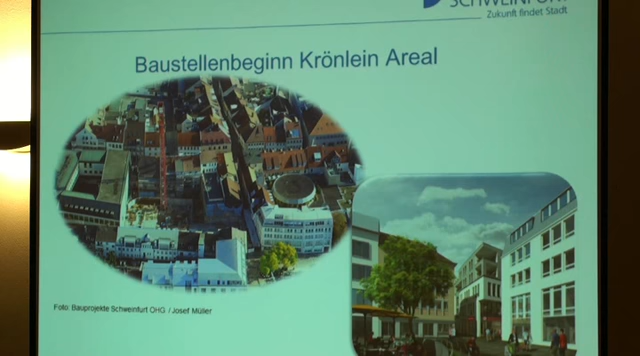 SCHWEINFURT
Zukunft findet Stadt
Baustellenbeginn Krönlein Areal
Foto: Bauprojekte Schweinfurt OHG / Josef Müller